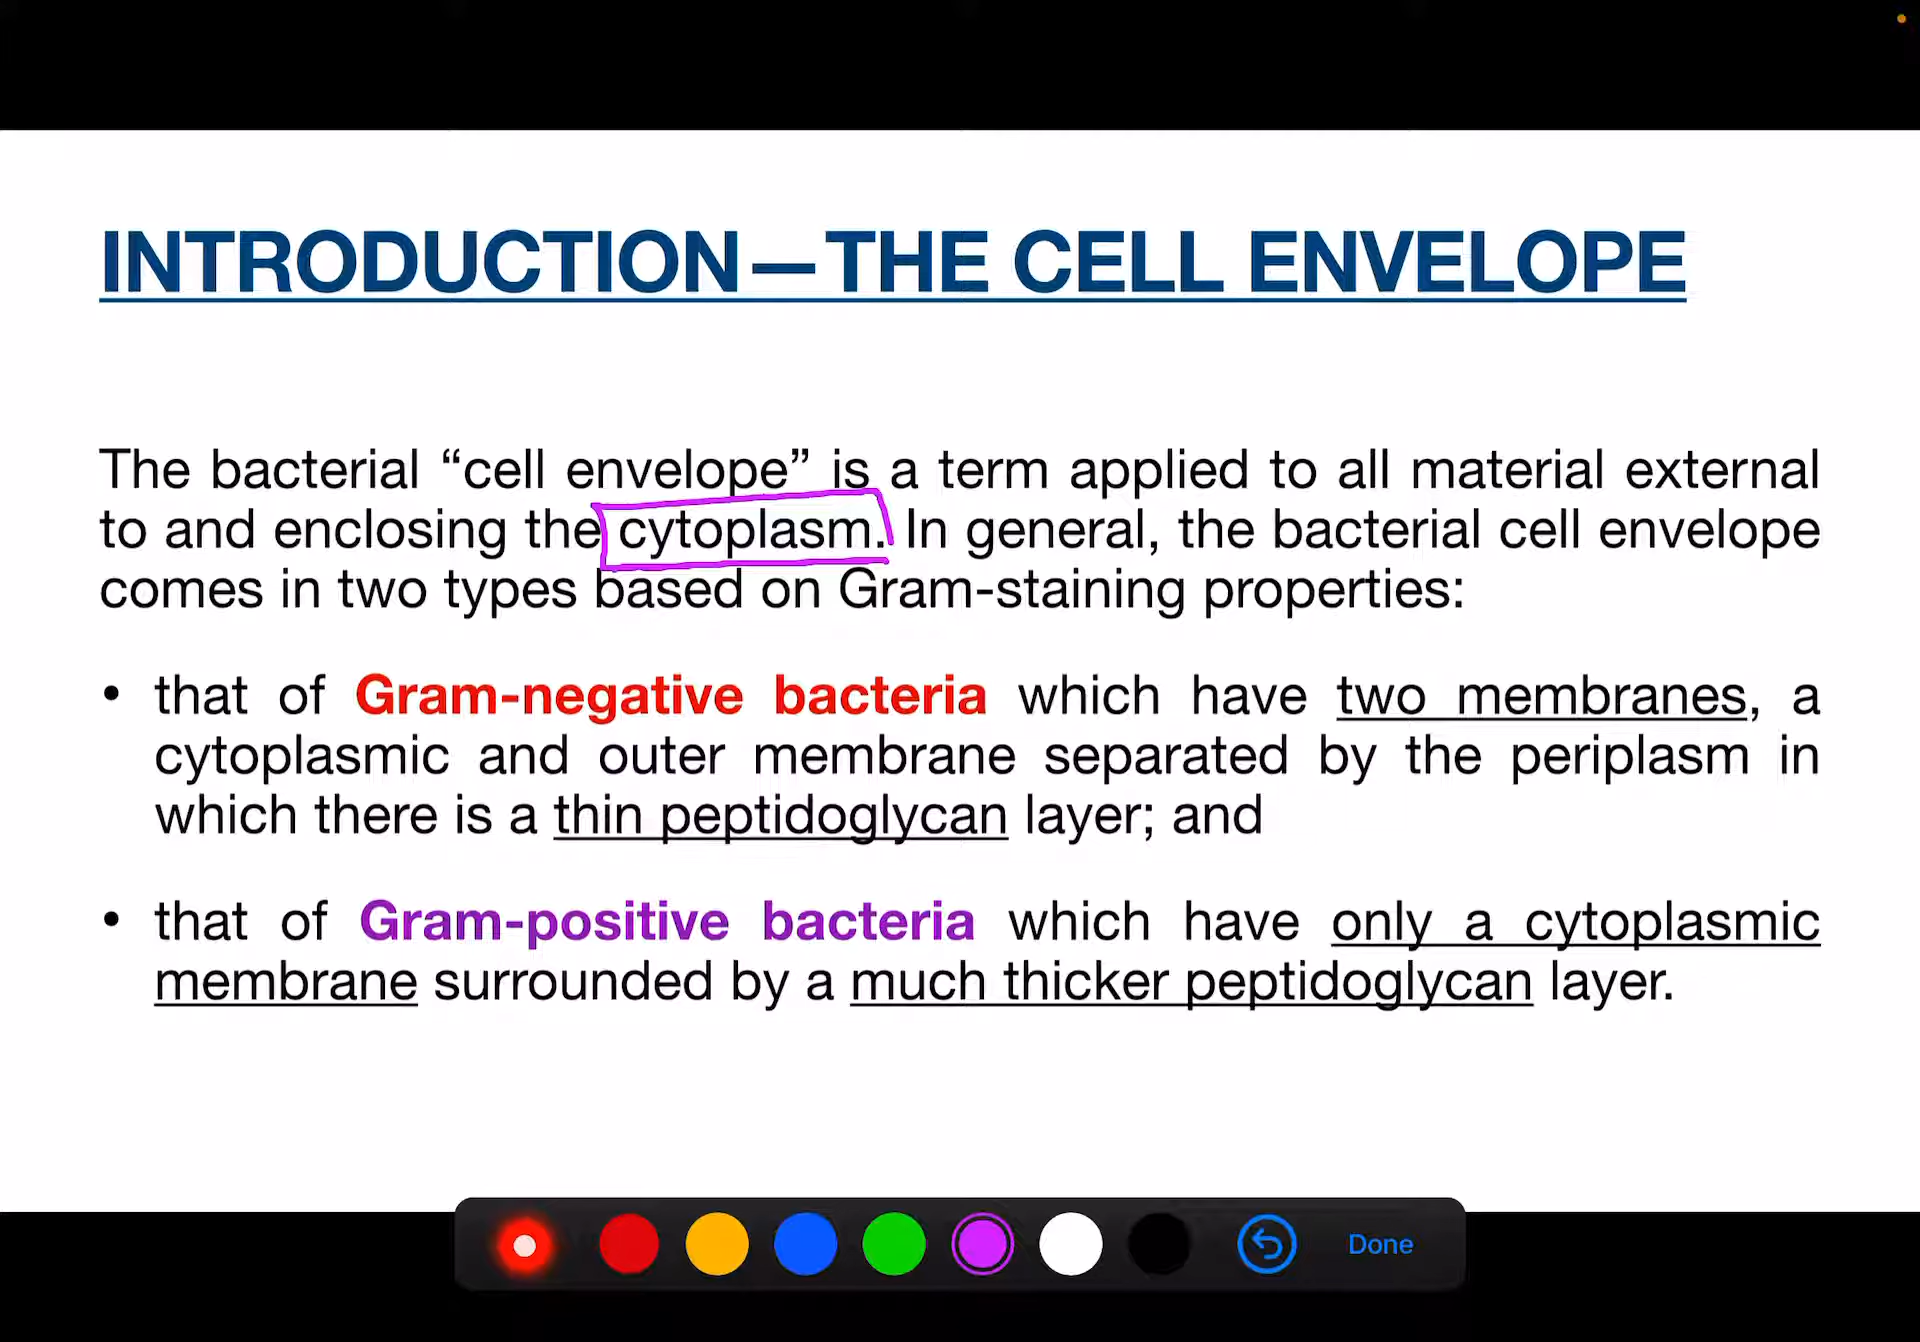 INTRODUCTION—THE CELL ENVELOPE
The bacterial “cell envelope” is a term applied to all material external
to and enclosing the cytoplasm. In general, the bacterial cell envelope
comes in two types based on Gram-staining properties:
• that of Gram-negative bacteria which have two membranes, a
cytoplasmic and outer membrane separated by the periplasm in
which there is a thin peptidoglycan layer; and
• that of Gram-positive bacteria which have only a cytoplasmic
membrane surrounded by a much thicker peptidoglycan layer.
Done